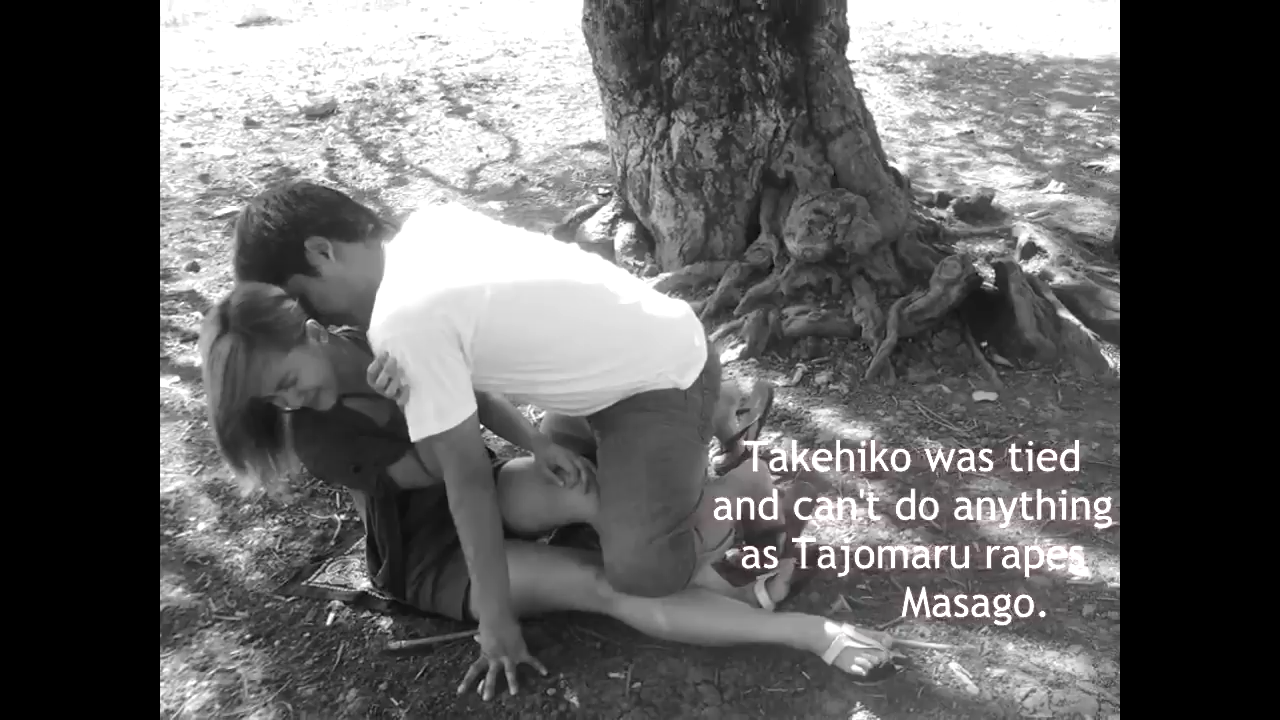 Takehiko was tied
and can't do anything
as Tajomaru rapes
Masago.